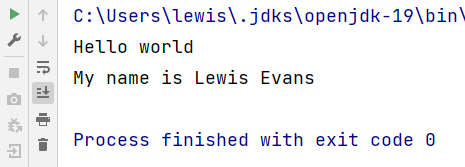 C:\Users\lewis\.jdks\openjdk-19\bin\
Hello world
My name is Lewis Evans
Process finished with exit code 0